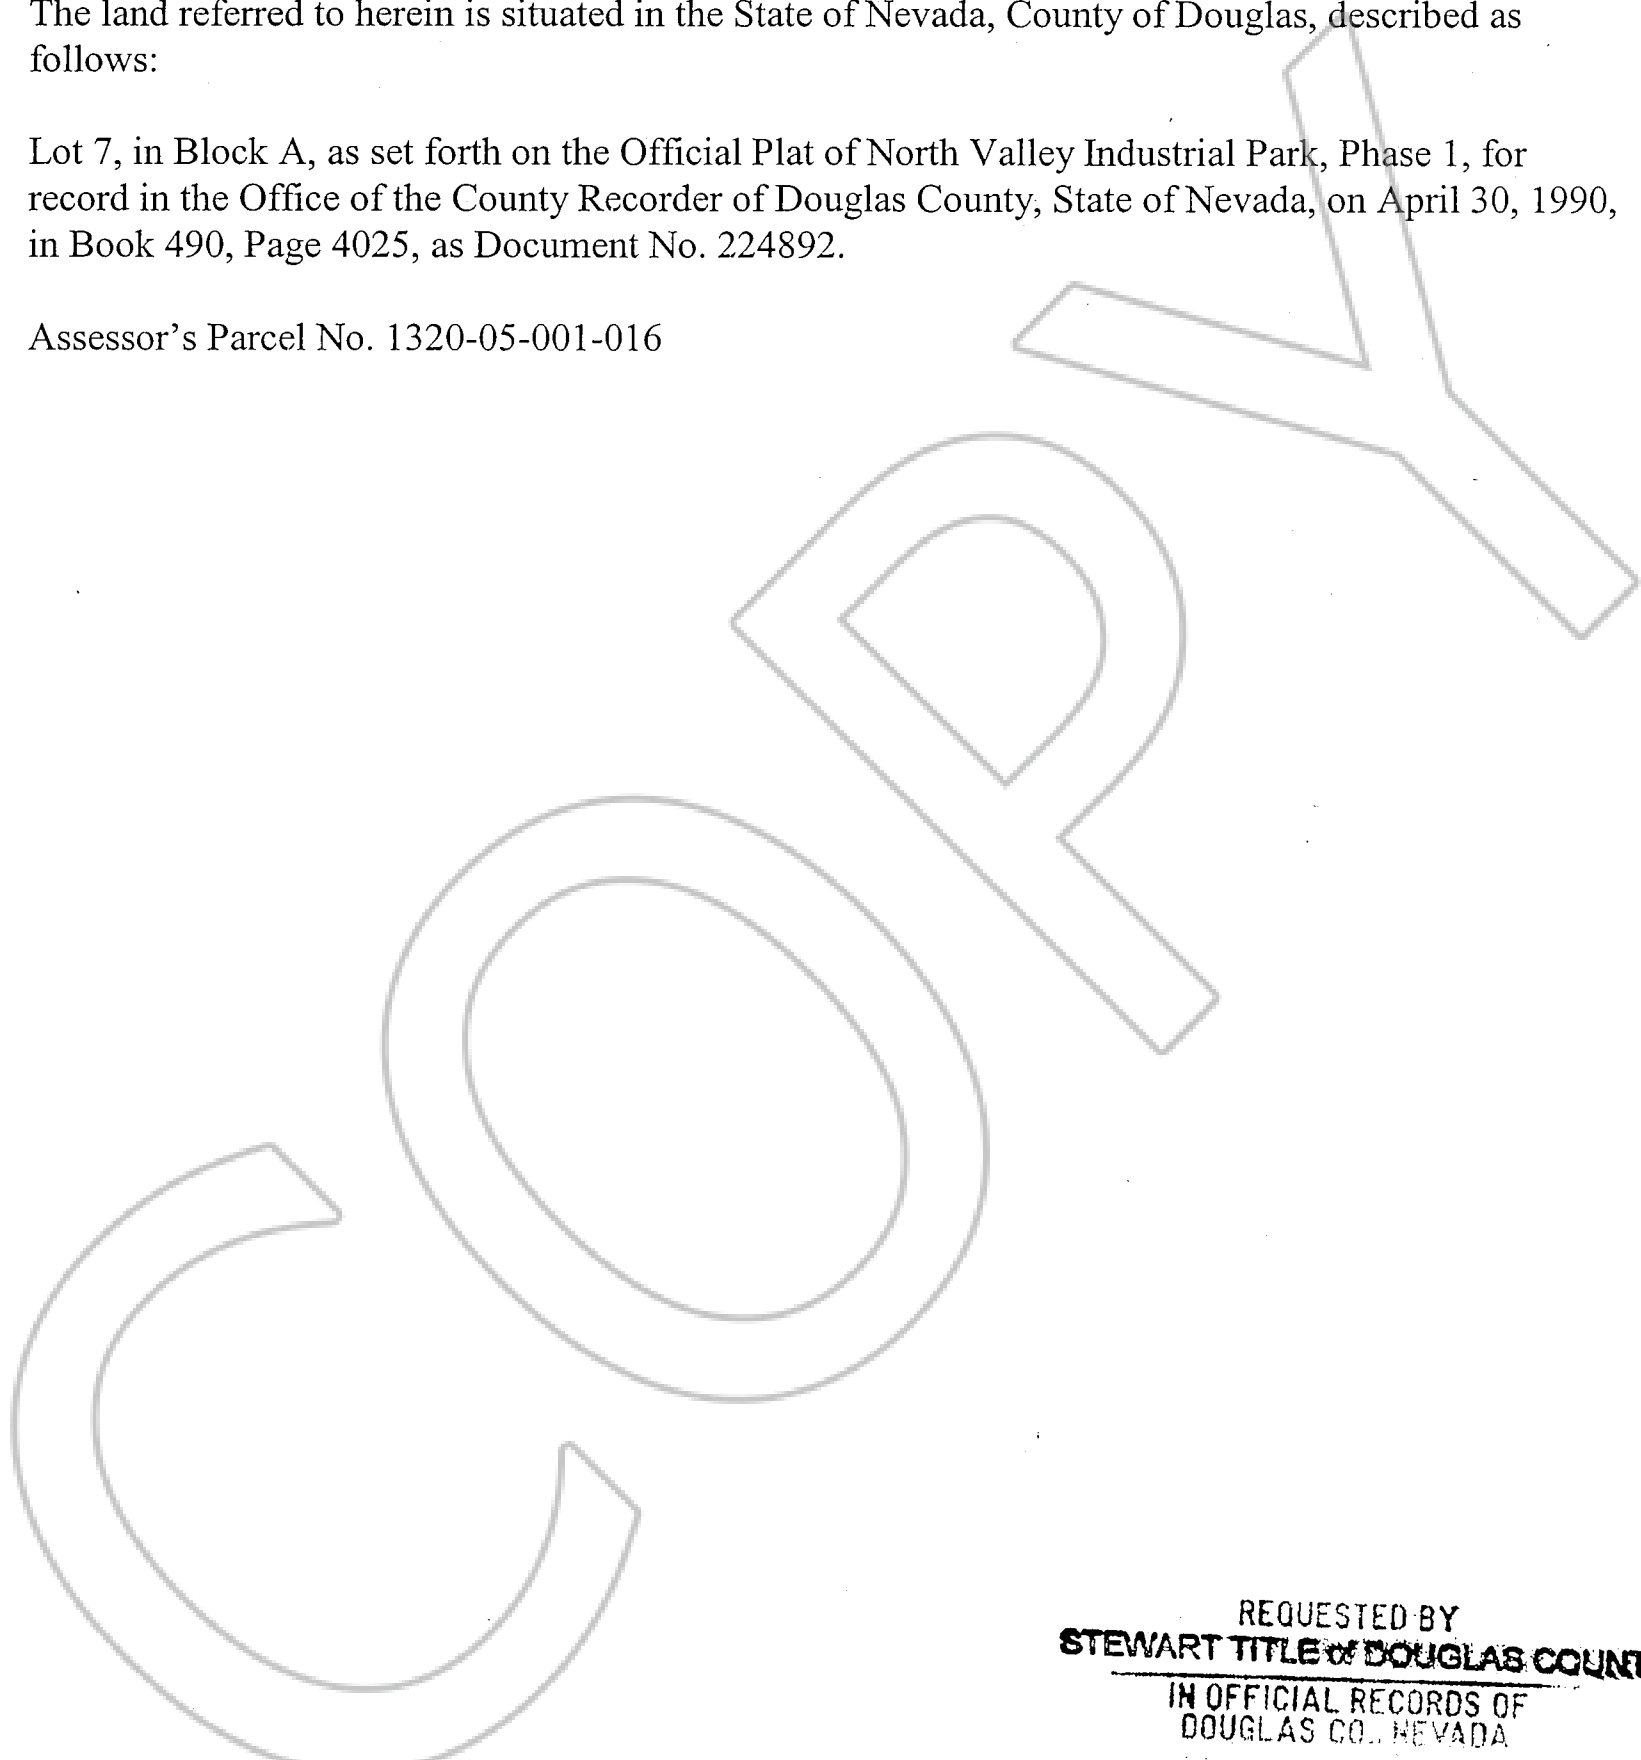 The land referred to herein is situated in the State of Nevada, County of Douglas, described as
follows:
Lot 7, in Block A, as set forth on the Official Plat of North Valley Industrial Park, Phase 1, for
record in the Office of the County Recorder of Douglas County, State of Nevada, on April 30, 1990,
in Book 490, Page 4025, as Document No. 224892.
Assessor's Parcel No. 1320-05-001-016
COPY
REQUESTED BY
STEWART TITLE of DOUGLAS COUNT
IN OFFICIAL RECORDS OF
DOUGLAS CO., NEVADA